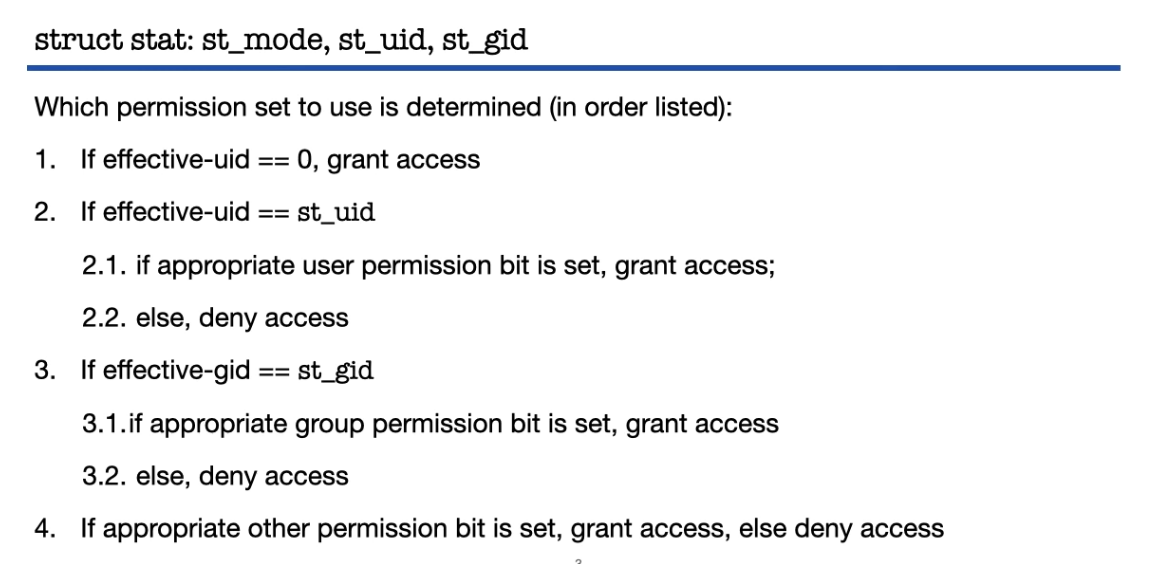 struct stat: st_mode, st_uid, st_gid
Which permission set to use is determined (in order listed):
1. If effective-uid == 0, grant access
2. If effective-uid == st_uid
2.1. if appropriate user permission bit is set, grant access;
2.2. else, deny access
3. If effective-gid == st_gid
3.1.if appropriate group permission bit is set, grant access
3.2. else, deny access
4. If appropriate other permission bit is set, grant access, else deny access